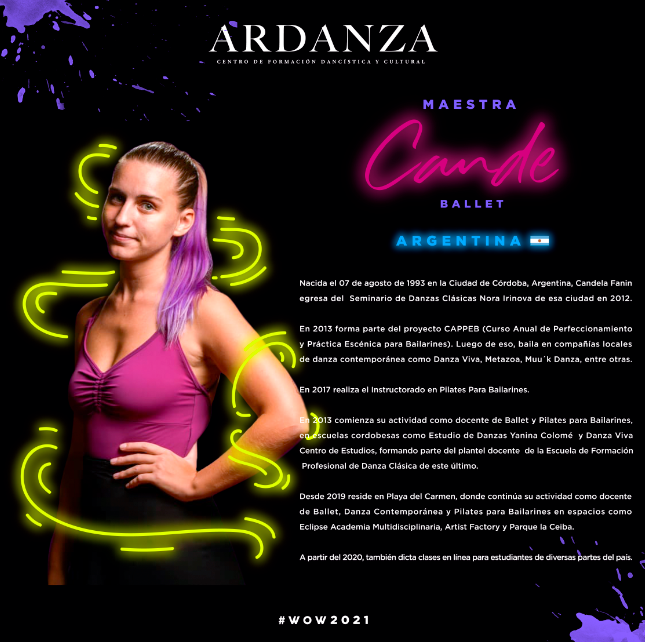 ARDANZA
CENTRO DE FORMACIÓN DANCÍSTICA Y CULTURAL
MAESTRA
Cande
BALLET
ARGENTINA
Nacida el 07 de agosto de 1993 en la Ciudad de Córdoba, Argentina, Candela Fanin
egresa del Seminario de Danzas Clásicas Nora Irinova de esa ciudad en 2012.
En 2013 forma parte del proyecto CAPPEB (Curso Anual de Perfeccionamiento
y Práctica Escénica para Bailarines). Luego de eso, baila en compañías locales
de danza contemporánea como Danza Viva, Metazoa, Muu´k Danza, entre otras.
En 2017 realiza el Instructorado en Pilates Para Bailarines.
En 2013 comienza su actividad como docente de Ballet y Pilates para Bailarines,
en escuelas cordobesas como Estudio de Danzas Yanina Colomé y Danza Viva
Centro de Estudios, formando parte del plantel docente de la Escuela de Formación
Profesional de Danza Clásica de este último.
Desde 2019 reside en Playa del Carmen, donde continúa su actividad como docente
de Ballet, Danza Contemporánea y Pilates para Bailarines en espacios como
Eclipse Academia Multidisciplinaria, Artist Factory y Parque la Ceiba.
A partir del 2020, también dicta clases en línea para estudiantes de diversas partes del país.
#WOW2021